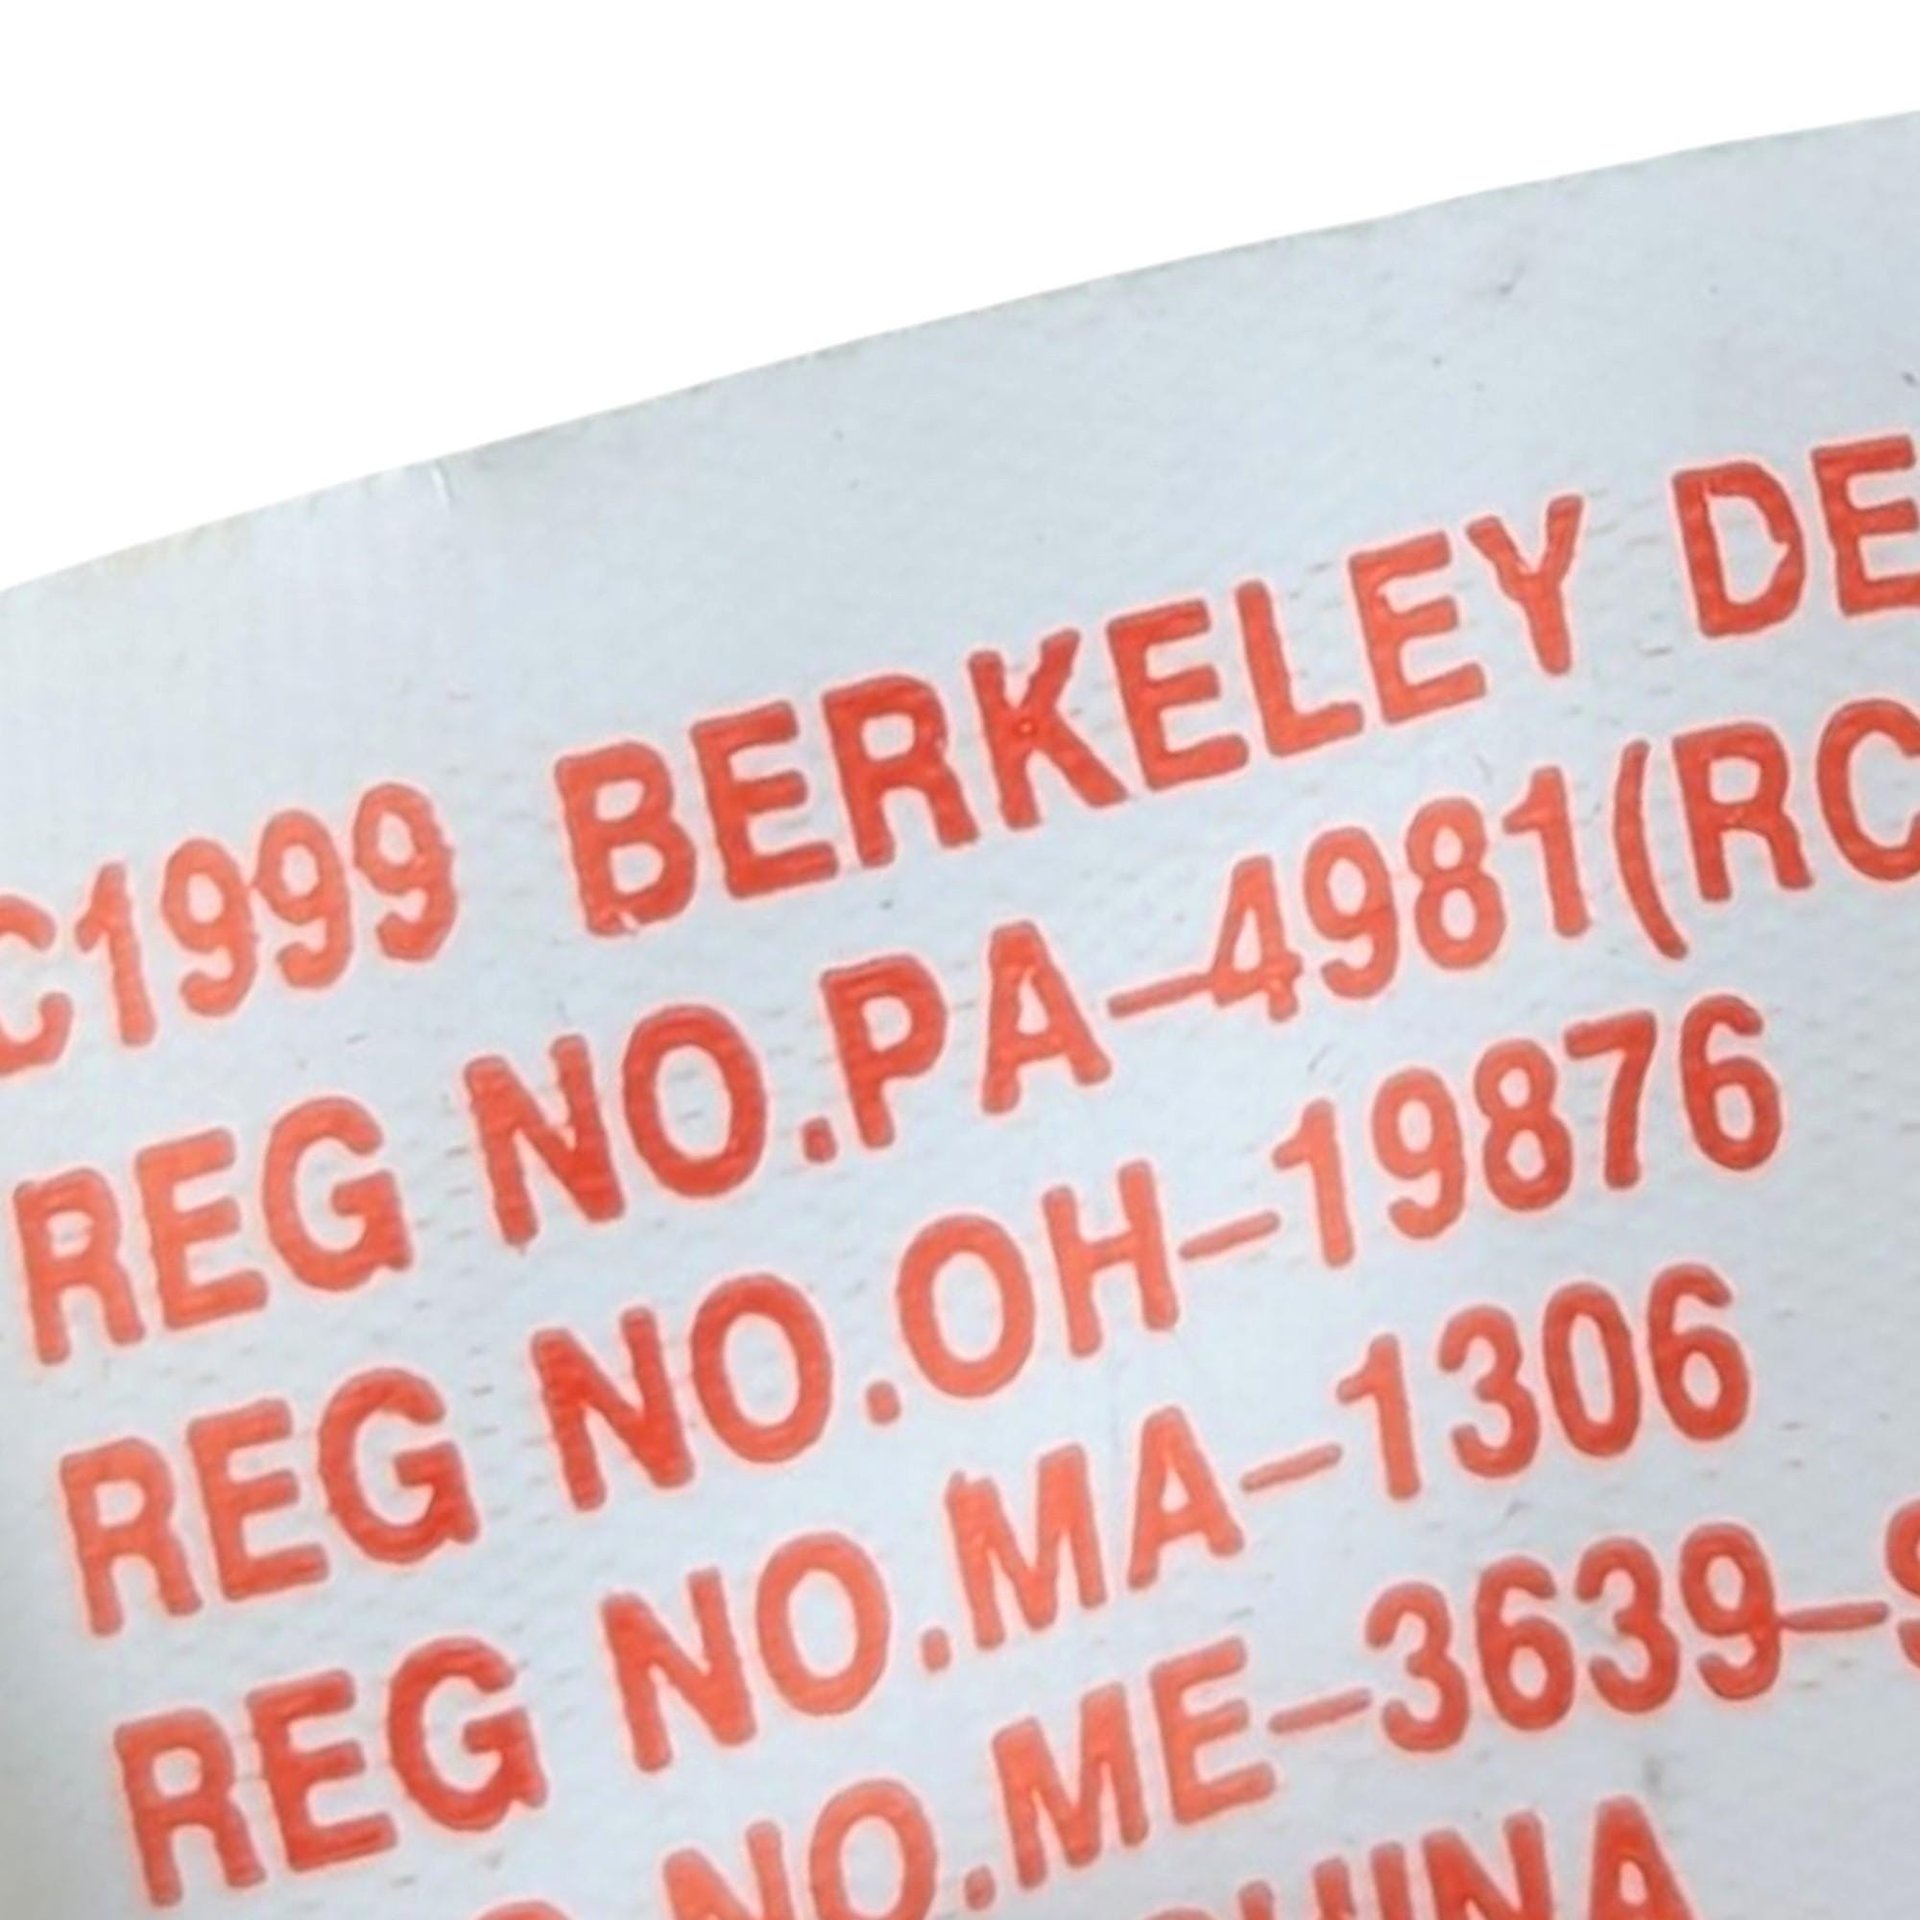 C1999 BERKELEY DE
REG NO.PA-4981(RC
REG NO.OH-19876
REG NO.MA-1306
NO.ME-3639-S
CHINA